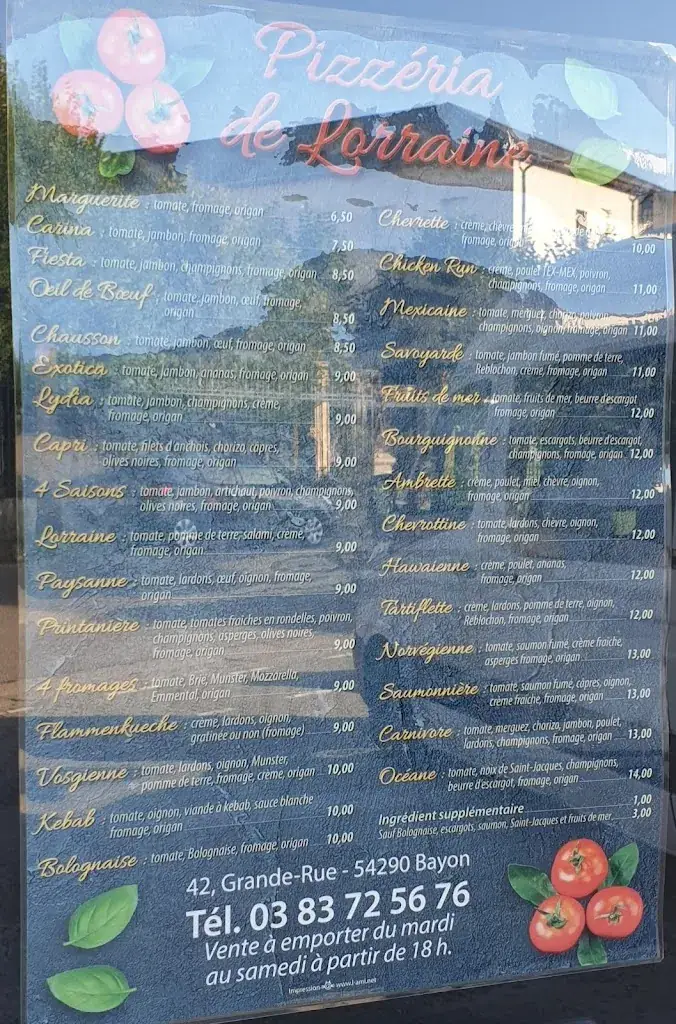 Pizzéria
de Lorraine
Marguerite : tomate, fromage, origan 6,50
Carina : tomate, jambon, fromage, origan 7,50
Fiesta : tomate, jambon, champignons, fromage, origan 8,50
Œil de Bœuf : tomate, jambon, œuf, fromage,
origan 8,50
Chausson : tomate, jambon, œuf, fromage, origan 8,50
Exotica : tomate, jambon, ananas, fromage, origan 9,00
Lydia : tomate, jambon, champignons, crème,
fromage, origan 9,00
Capri : tomate, filets d'anchois, chorizo, câpres,
olives noires, fromage, origan 9,00
4 Saisons : tomate, jambon, artichaut, poivron, champignons,
olives noires, fromage, origan 9,00
Lorraine : tomate, pomme de terre, salami, crème,
fromage, origan 9,00
Paysanne : tomate, lardons, œuf, oignon, fromage,
origan 9,00
Printanière : tomate, tomates fraîches en rondelles, poivron,
champignons, asperges, olives noires,
fromage, origan 9,00
4 fromages : tomate, Brie, Munster, Mozzarella,
Emmental, origan 9,00
Flammenkueche : crème, lardons, oignon,
gratinée ou non (fromage) 9,00
Vosgienne : tomate, lardons, oignon, Munster,
pomme de terre, fromage, crème, origan 10,00
Kebab : tomate, oignon, viande à kebab, sauce blanche
fromage, origan 10,00
Bolognaise : tomate, Bolognaise, fromage, origan 10,00
Chevrette : crème, chèvre
fromage, origan 10,00
Chicken Run : crème, poulet TEX-MEX, poivron,
champignons, fromage, origan 11,00
Mexicaine : tomate, merguez, chorizo, poivron,
champignons, oignon, fromage, origan 11,00
Savoyarde : tomate, jambon fumé, pomme de terre,
Reblochon, crème, fromage, origan 11,00
Fruits de mer : tomate, fruits de mer, beurre d'escargot
fromage, origan 12,00
Bourguignonne : tomate, escargots, beurre d'escargot,
champignons, fromage, origan 12,00
Ambrette : crème, poulet, miel, chèvre, oignon,
fromage, origan 12,00
Chevrottine : tomate, lardons, chèvre, oignon,
fromage, origan 12,00
Hawaienne : crème, poulet, ananas,
fromage, origan 12,00
Tartiflette : crème, lardons, pomme de terre, oignon,
Reblochon, fromage, origan 12,00
Norvégienne : tomate, saumon fumé, crème fraîche,
asperges fromage, origan 13,00
Saumonnière : tomate, saumon fumé, câpres, oignon,
crème fraîche, fromage, origan 13,00
Carnivore : tomate, merguez, chorizo, jambon, poulet,
lardons, champignons, fromage, origan 13,00
Océane : tomate, noix de Saint-Jacques, champignons,
beurre d'escargot, fromage, origan 14,00
Ingrédient supplémentaire 1,00
Sauf Bolognaise, escargots, saumon, Saint-Jacques et fruits de mer 3,00
42, Grande-Rue - 54290 Bayon
Tél. 03 83 72 56 76
Vente à emporter du mardi
au samedi à partir de 18 h.
Impression www.l-ami.net